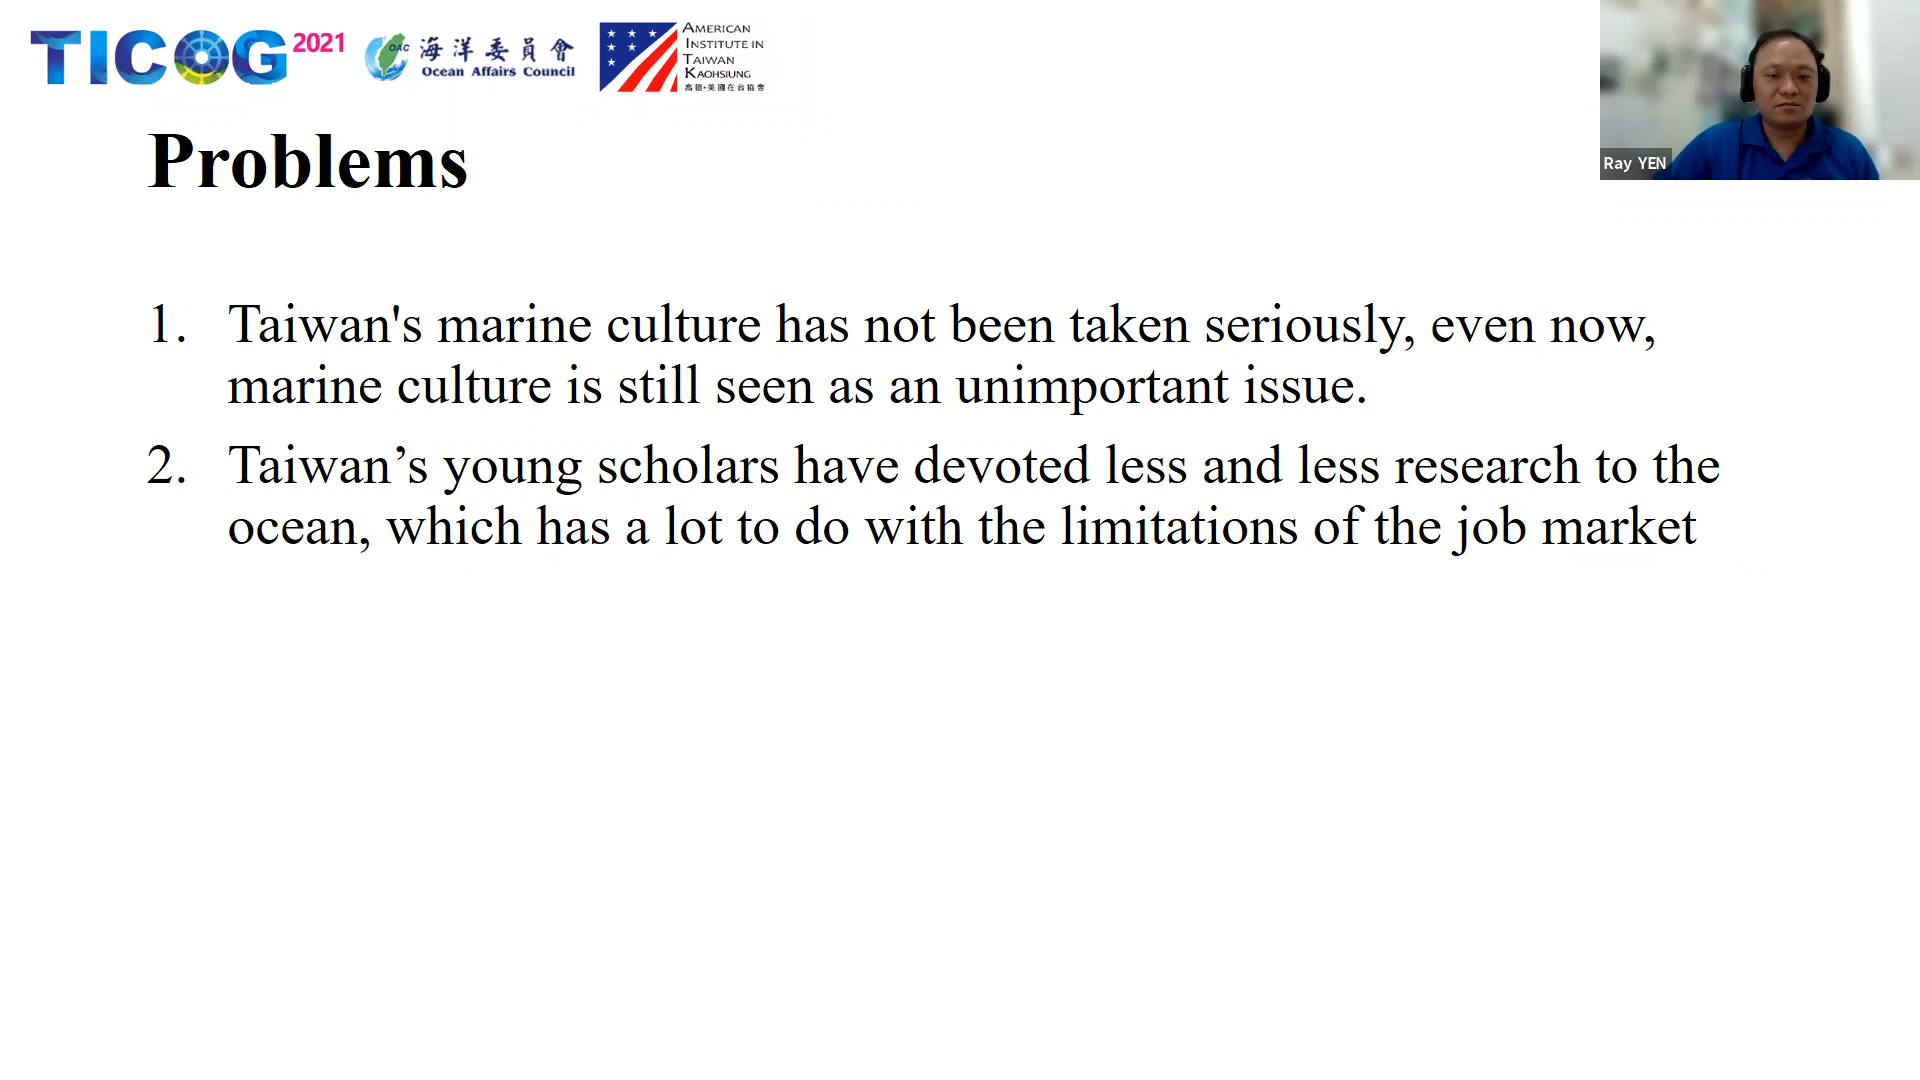 TICOG 2021
OAC
海洋委員會
Ocean Affairs Council
AMERICAN
INSTITUTE IN
TAIWAN
KAOHSIUNG
高雄•美國在台協會
Ray YEN
Problems
1. Taiwan's marine culture has not been taken seriously, even now,
marine culture is still seen as an unimportant issue.
2. Taiwan’s young scholars have devoted less and less research to the
ocean, which has a lot to do with the limitations of the job market